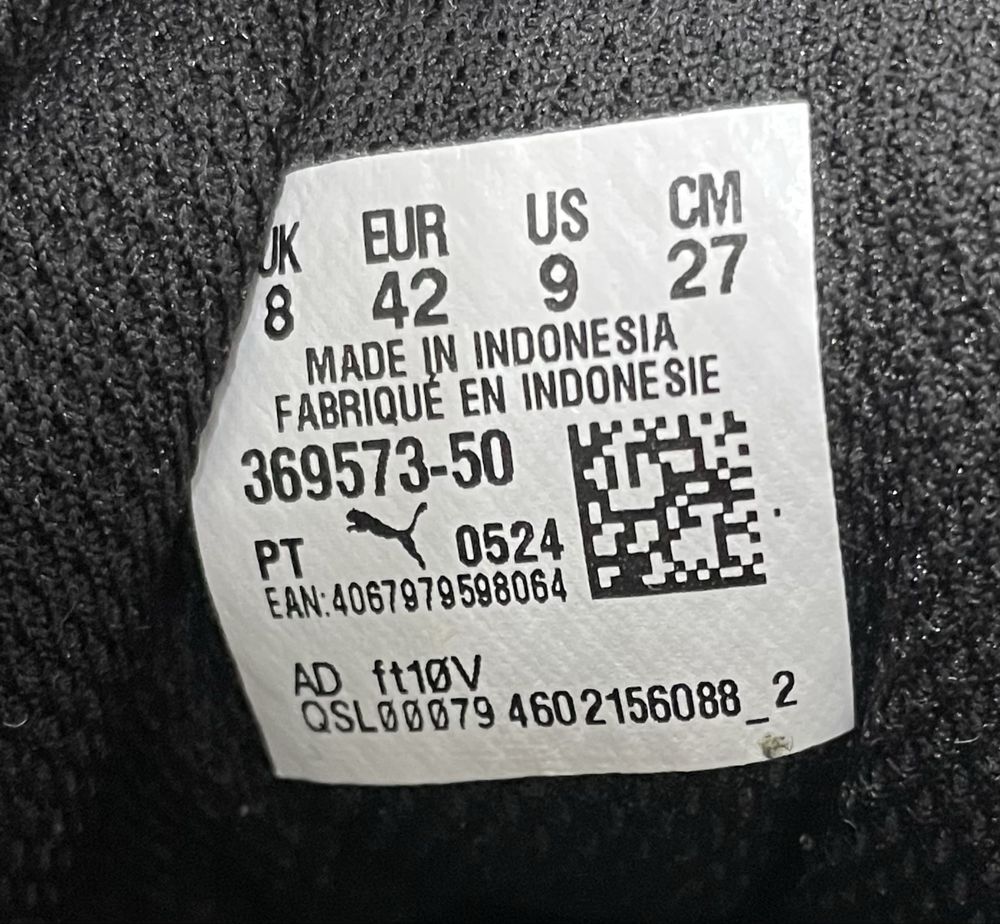 UK EUR US CM
8 42 9 27
MADE IN INDONESIA
FABRIQUÉ EN INDONESIE
369573-50
PT 0524
EAN:4067979598064
AD ft10V
QSL00079 4602156088_2